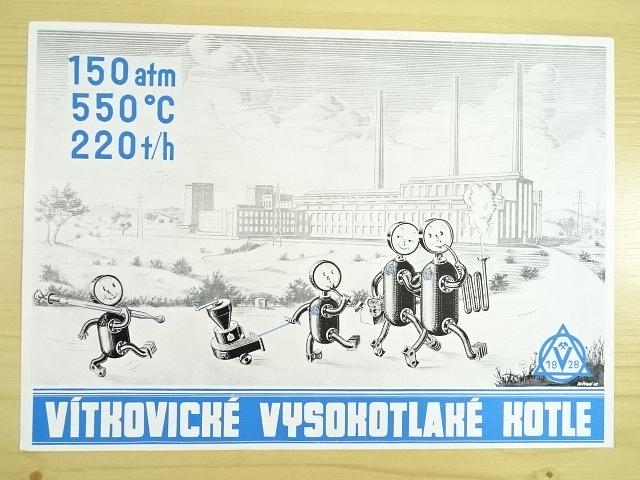 150 atm
550 °C
220 t/h
V
18 28
VÍTKOVICKÉ VYSOKOTLAKÉ KOTLE